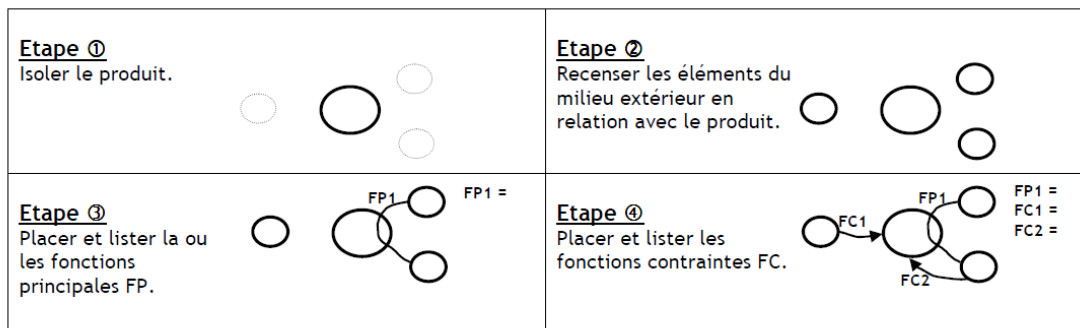 Etape ①
Isoler le produit.
Etape ②
Recenser les éléments du
milieu extérieur en
relation avec le produit.
Etape ③
Placer et lister la ou
les fonctions
principales FP.
FP1
FP1 =
Etape ④
Placer et lister les
fonctions contraintes FC.
FC1
FP1
FC2
FP1 =
FC1 =
FC2 =